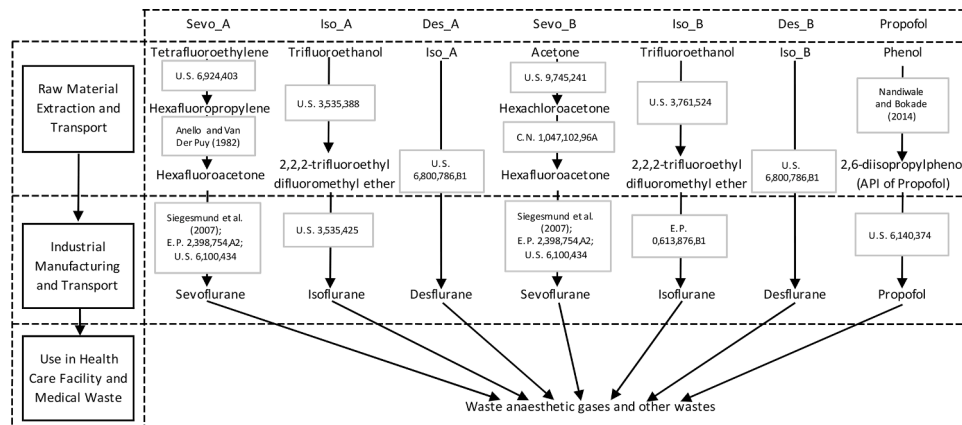 Sevo_A Iso_A Des_A Sevo_B Iso_B Des_B Propofol
Raw Material
Extraction and
Transport
Industrial
Manufacturing
and Transport
Use in Health
Care Facility and
Medical Waste
Tetrafluoroethylene
U.S. 6,924,403
Hexafluoropropylene
Anello and Van
Der Puy (1982)
Hexafluoroacetone
Siegesmund et al.
(2007);
E.P. 2,398,754,A2;
U.S. 6,100,434
Sevoflurane
Trifluoroethanol
U.S. 3,535,388
2,2,2-trifluoroethyl
difluoromethyl ether
U.S. 3,535,425
Isoflurane
Iso_A
U.S.
6,800,786,B1
Desflurane
Acetone
U.S. 9,745,241
Hexachloroacetone
C.N. 1,047,102,96A
Hexafluoroacetone
Siegesmund et al.
(2007);
E.P. 2,398,754,A2;
U.S. 6,100,434
Sevoflurane
Trifluoroethanol
U.S. 3,761,524
2,2,2-trifluoroethyl
difluoromethyl ether
E.P.
0,613,876,B1
Isoflurane
Iso_B
U.S.
6,800,786,B1
Desflurane
Phenol
Nandiwale
and Bokade
(2014)
2,6-diisopropylphenol
(API of Propofol)
U.S. 6,140,374
Propofol
Waste anaesthetic gases and other wastes